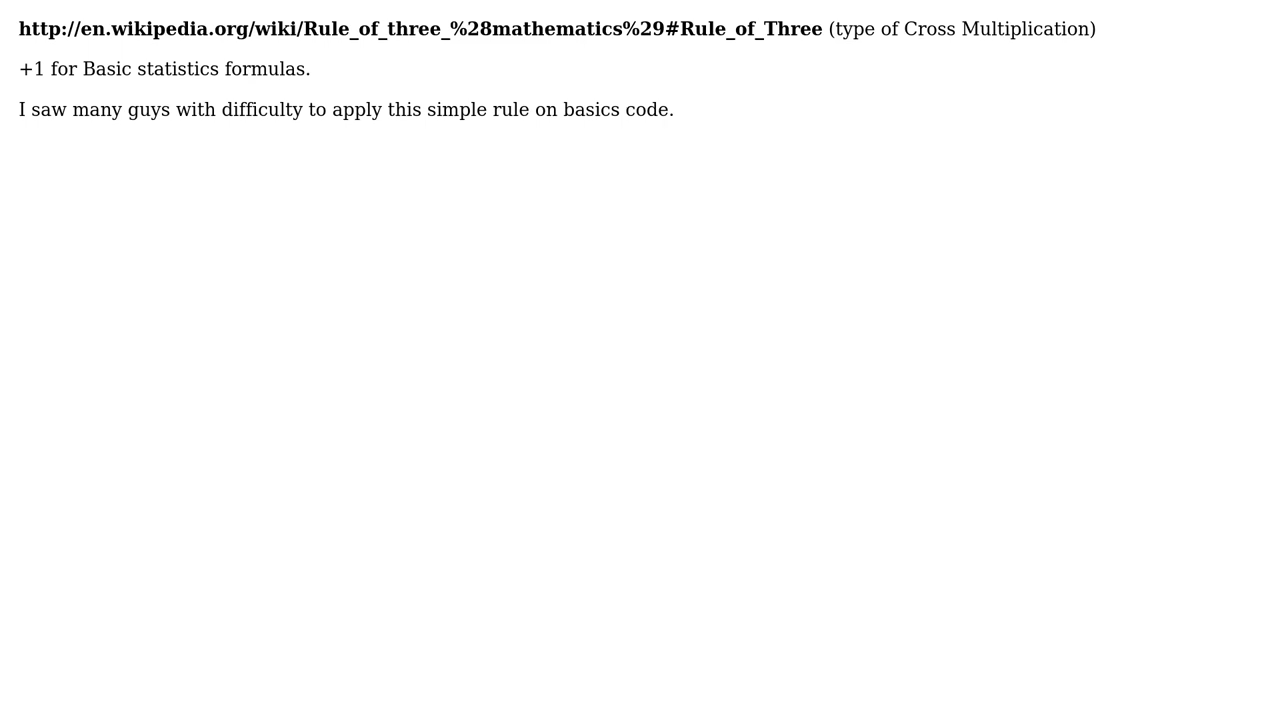 http://en.wikipedia.org/wiki/Rule_of_three_%28mathematics%29#Rule_of_Three (type of Cross Multiplication)
+1 for Basic statistics formulas.
I saw many guys with difficulty to apply this simple rule on basics code.